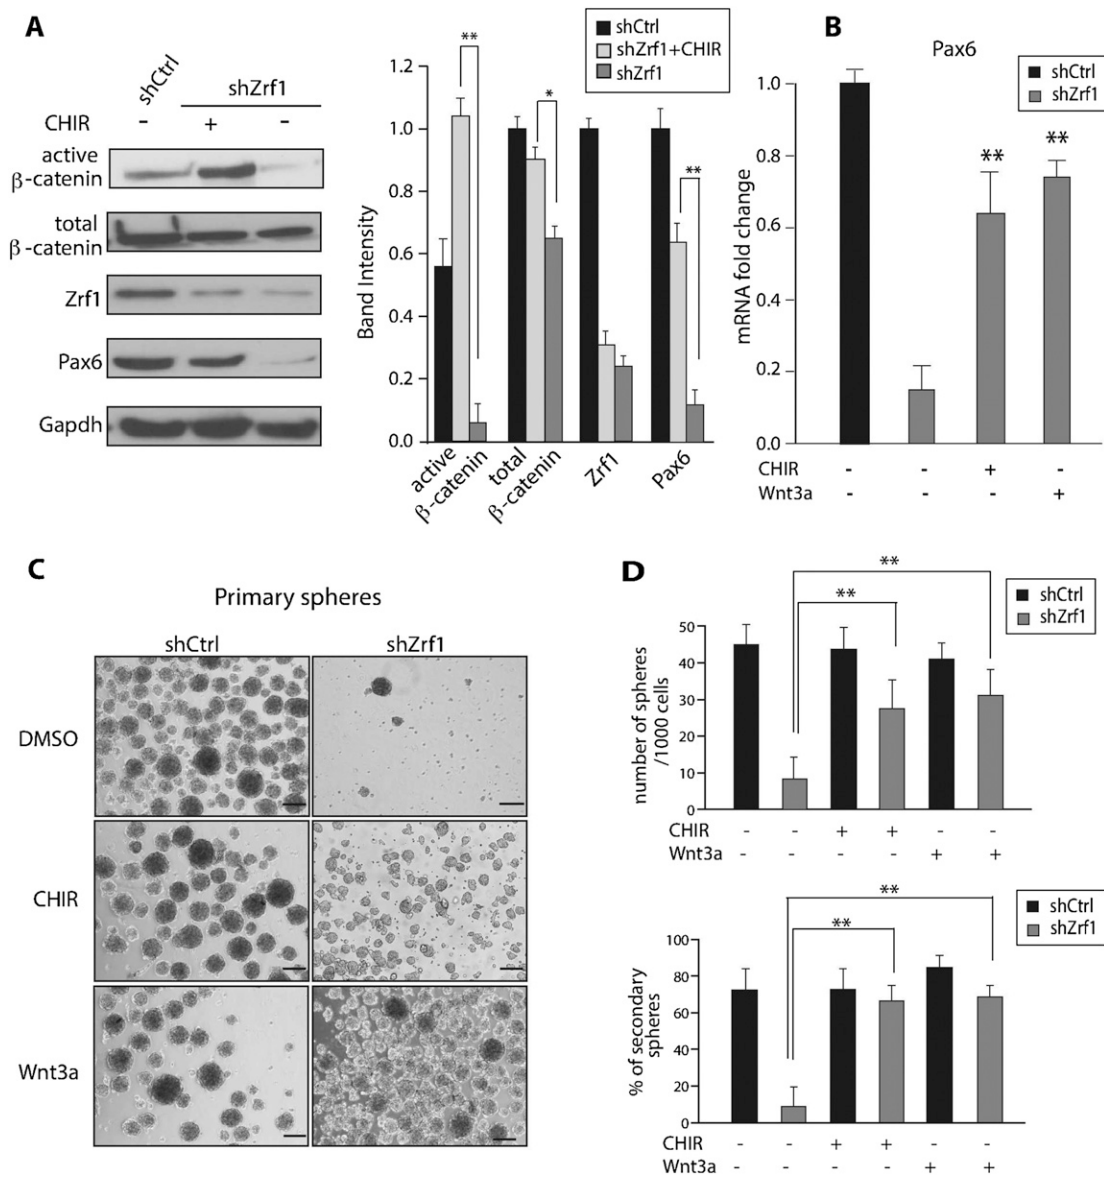 A
shCtrl
shZrf1
CHIR - + -
active
β-catenin
total
β-catenin
Zrf1
Pax6
Gapdh
shCtrl
shZrf1+CHIR
shZrf1
Band Intensity
1.2
1.0
0.8
0.6
0.4
0.2
0.0
** * **
active
β-catenin
total
β-catenin
Zrf1
Pax6
B
Pax6
shCtrl
shZrf1
mRNA fold change
1.0
0.8
0.6
0.4
0.2
0.0
** **
CHIR - - + -
Wnt3a - - - +
C
Primary spheres
shCtrl shZrf1
DMSO
CHIR
Wnt3a
D
shCtrl
shZrf1
**
**
number of spheres
/1000 cells
50
40
30
20
10
0
CHIR - - + + - -
Wnt3a - - - - + +
shCtrl
shZrf1
**
**
% of secondary
spheres
100
80
60
40
20
0
CHIR - - + + - -
Wnt3a - - - - + +